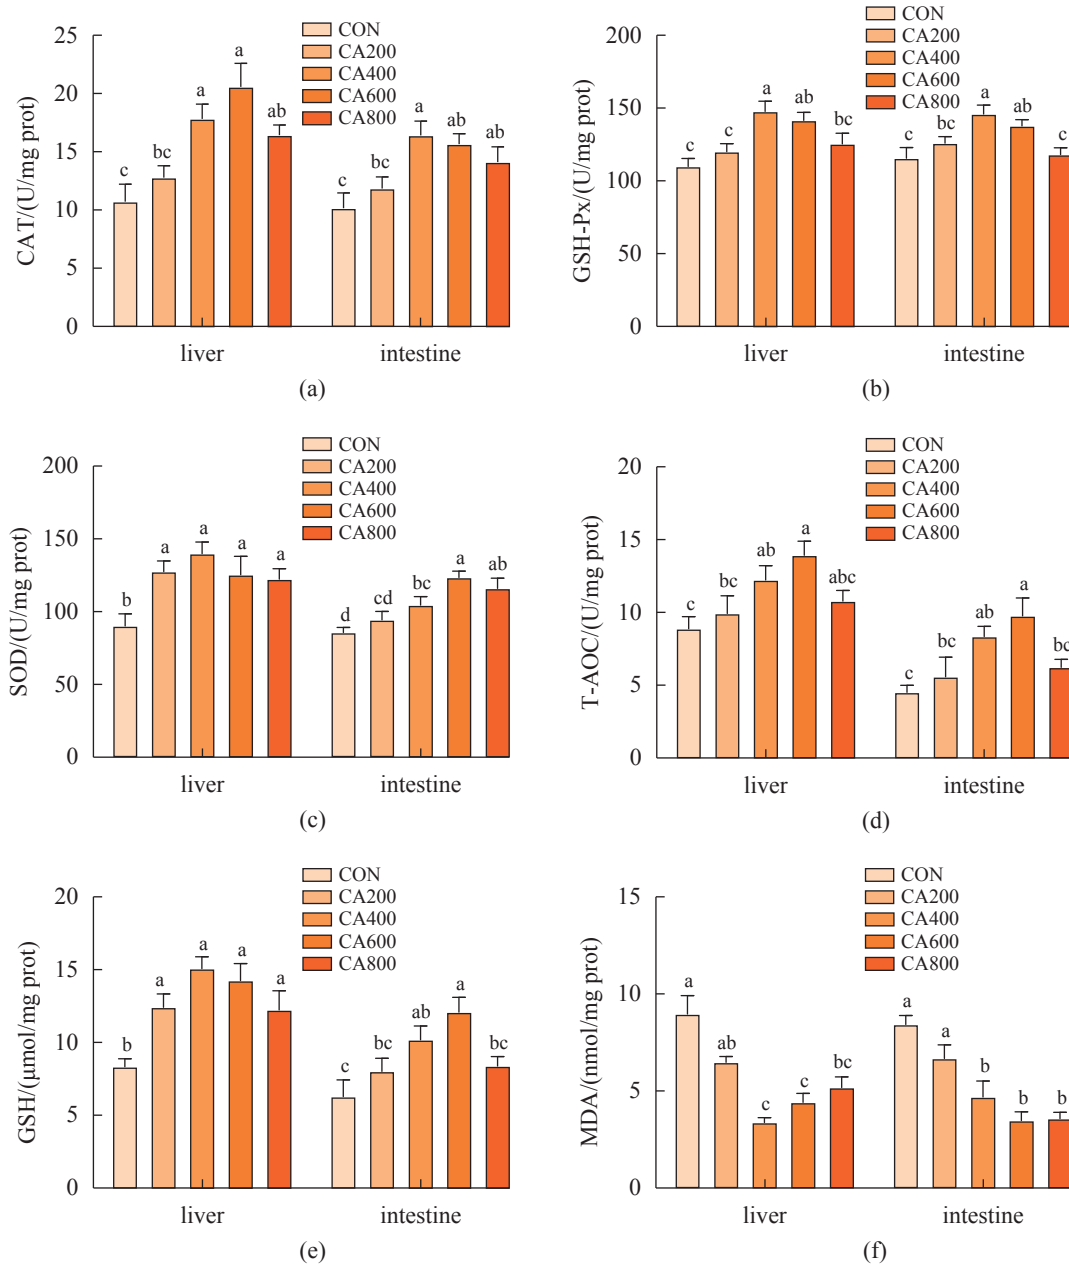 CON
CA200
CA400
CA600
CA800
25
20
15
10
5
0
CAT/(U/mg prot)
c
bc
a
a
ab
c
bc
a
ab
ab
liver
intestine
(a)
CON
CA200
CA400
CA600
CA800
200
150
100
50
0
GSH-Px/(U/mg prot)
c
c
a
ab
bc
c
bc
a
ab
c
liver
intestine
(b)
CON
CA200
CA400
CA600
CA800
200
150
100
50
0
SOD/(U/mg prot)
b
a
a
a
a
d
cd
bc
a
ab
liver
intestine
(c)
CON
CA200
CA400
CA600
CA800
20
15
10
5
0
T-AOC/(U/mg prot)
c
bc
ab
a
abc
c
bc
ab
a
bc
liver
intestine
(d)
CON
CA200
CA400
CA600
CA800
20
15
10
5
0
GSH/(μmol/mg prot)
b
a
a
a
a
c
bc
ab
a
bc
liver
intestine
(e)
CON
CA200
CA400
CA600
CA800
15
10
5
0
MDA/(nmol/mg prot)
a
ab
c
c
bc
a
a
b
b
b
liver
intestine
(f)